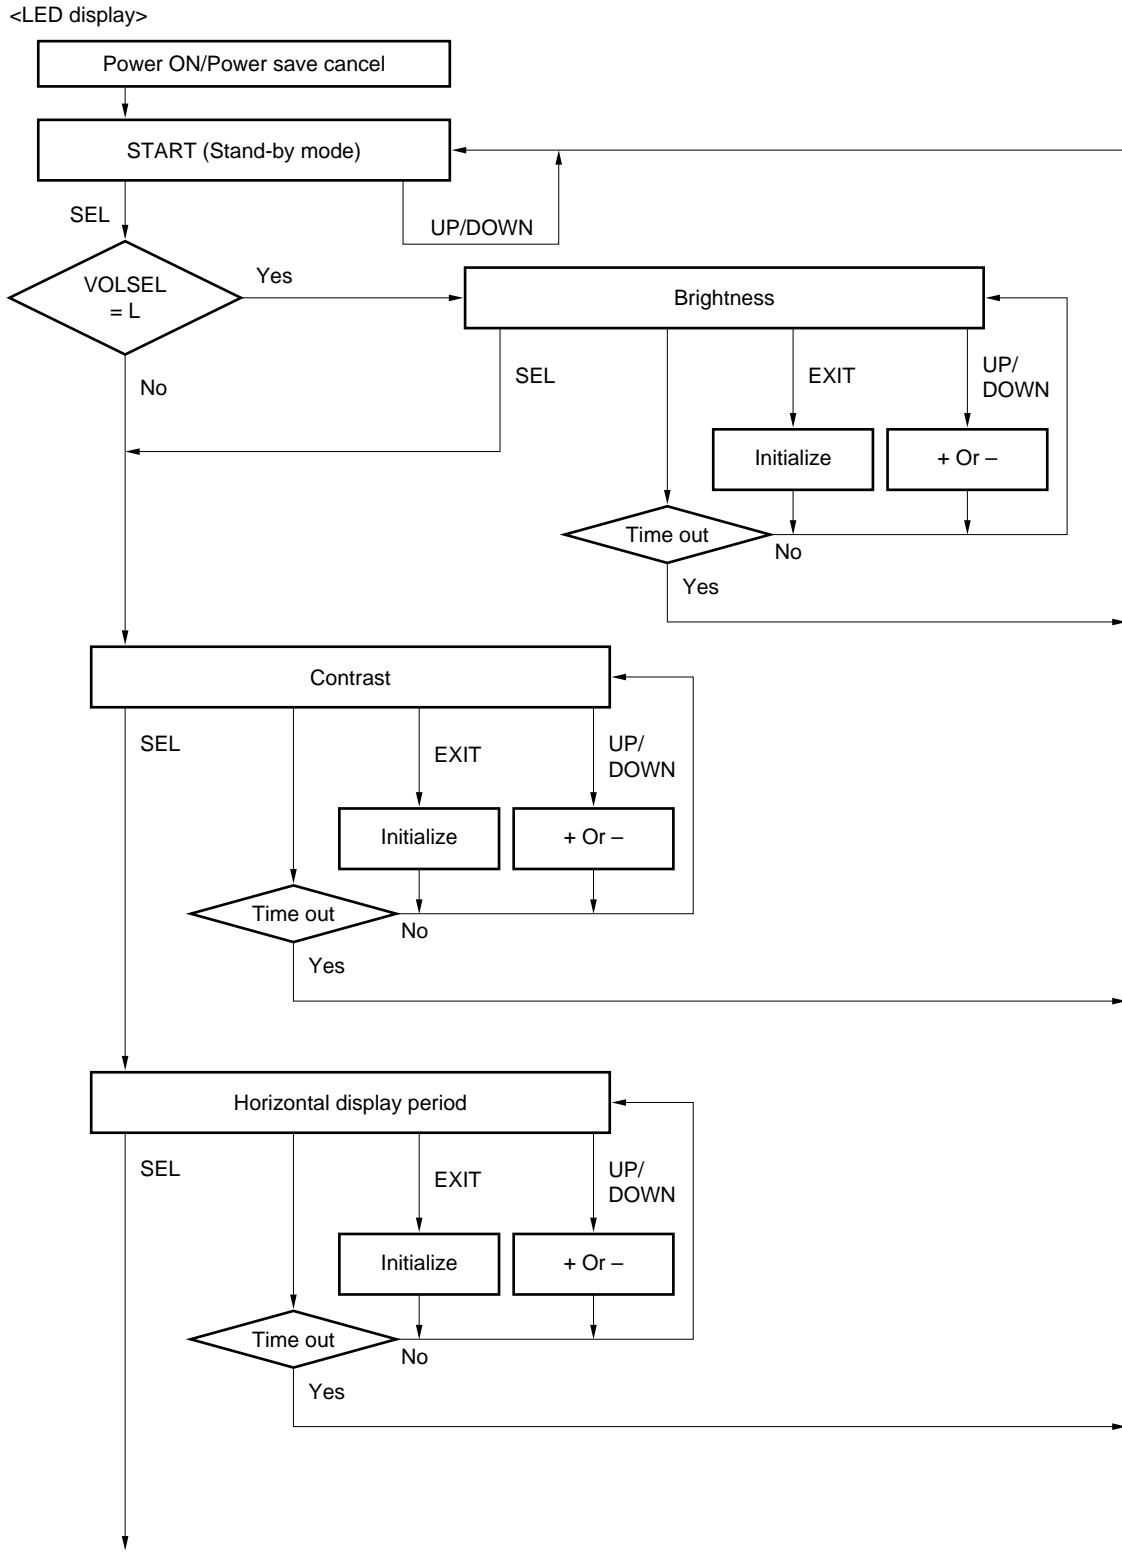 <LED display>
Power ON/Power save cancel
START (Stand-by mode)
SEL
UP/DOWN
VOLSEL
= L
Yes
Brightness
No
SEL
EXIT
UP/
DOWN
Initialize
+ Or –
Time out
No
Yes
Contrast
SEL
EXIT
UP/
DOWN
Initialize
+ Or –
Time out
No
Yes
Horizontal display period
SEL
EXIT
UP/
DOWN
Initialize
+ Or –
Time out
No
Yes